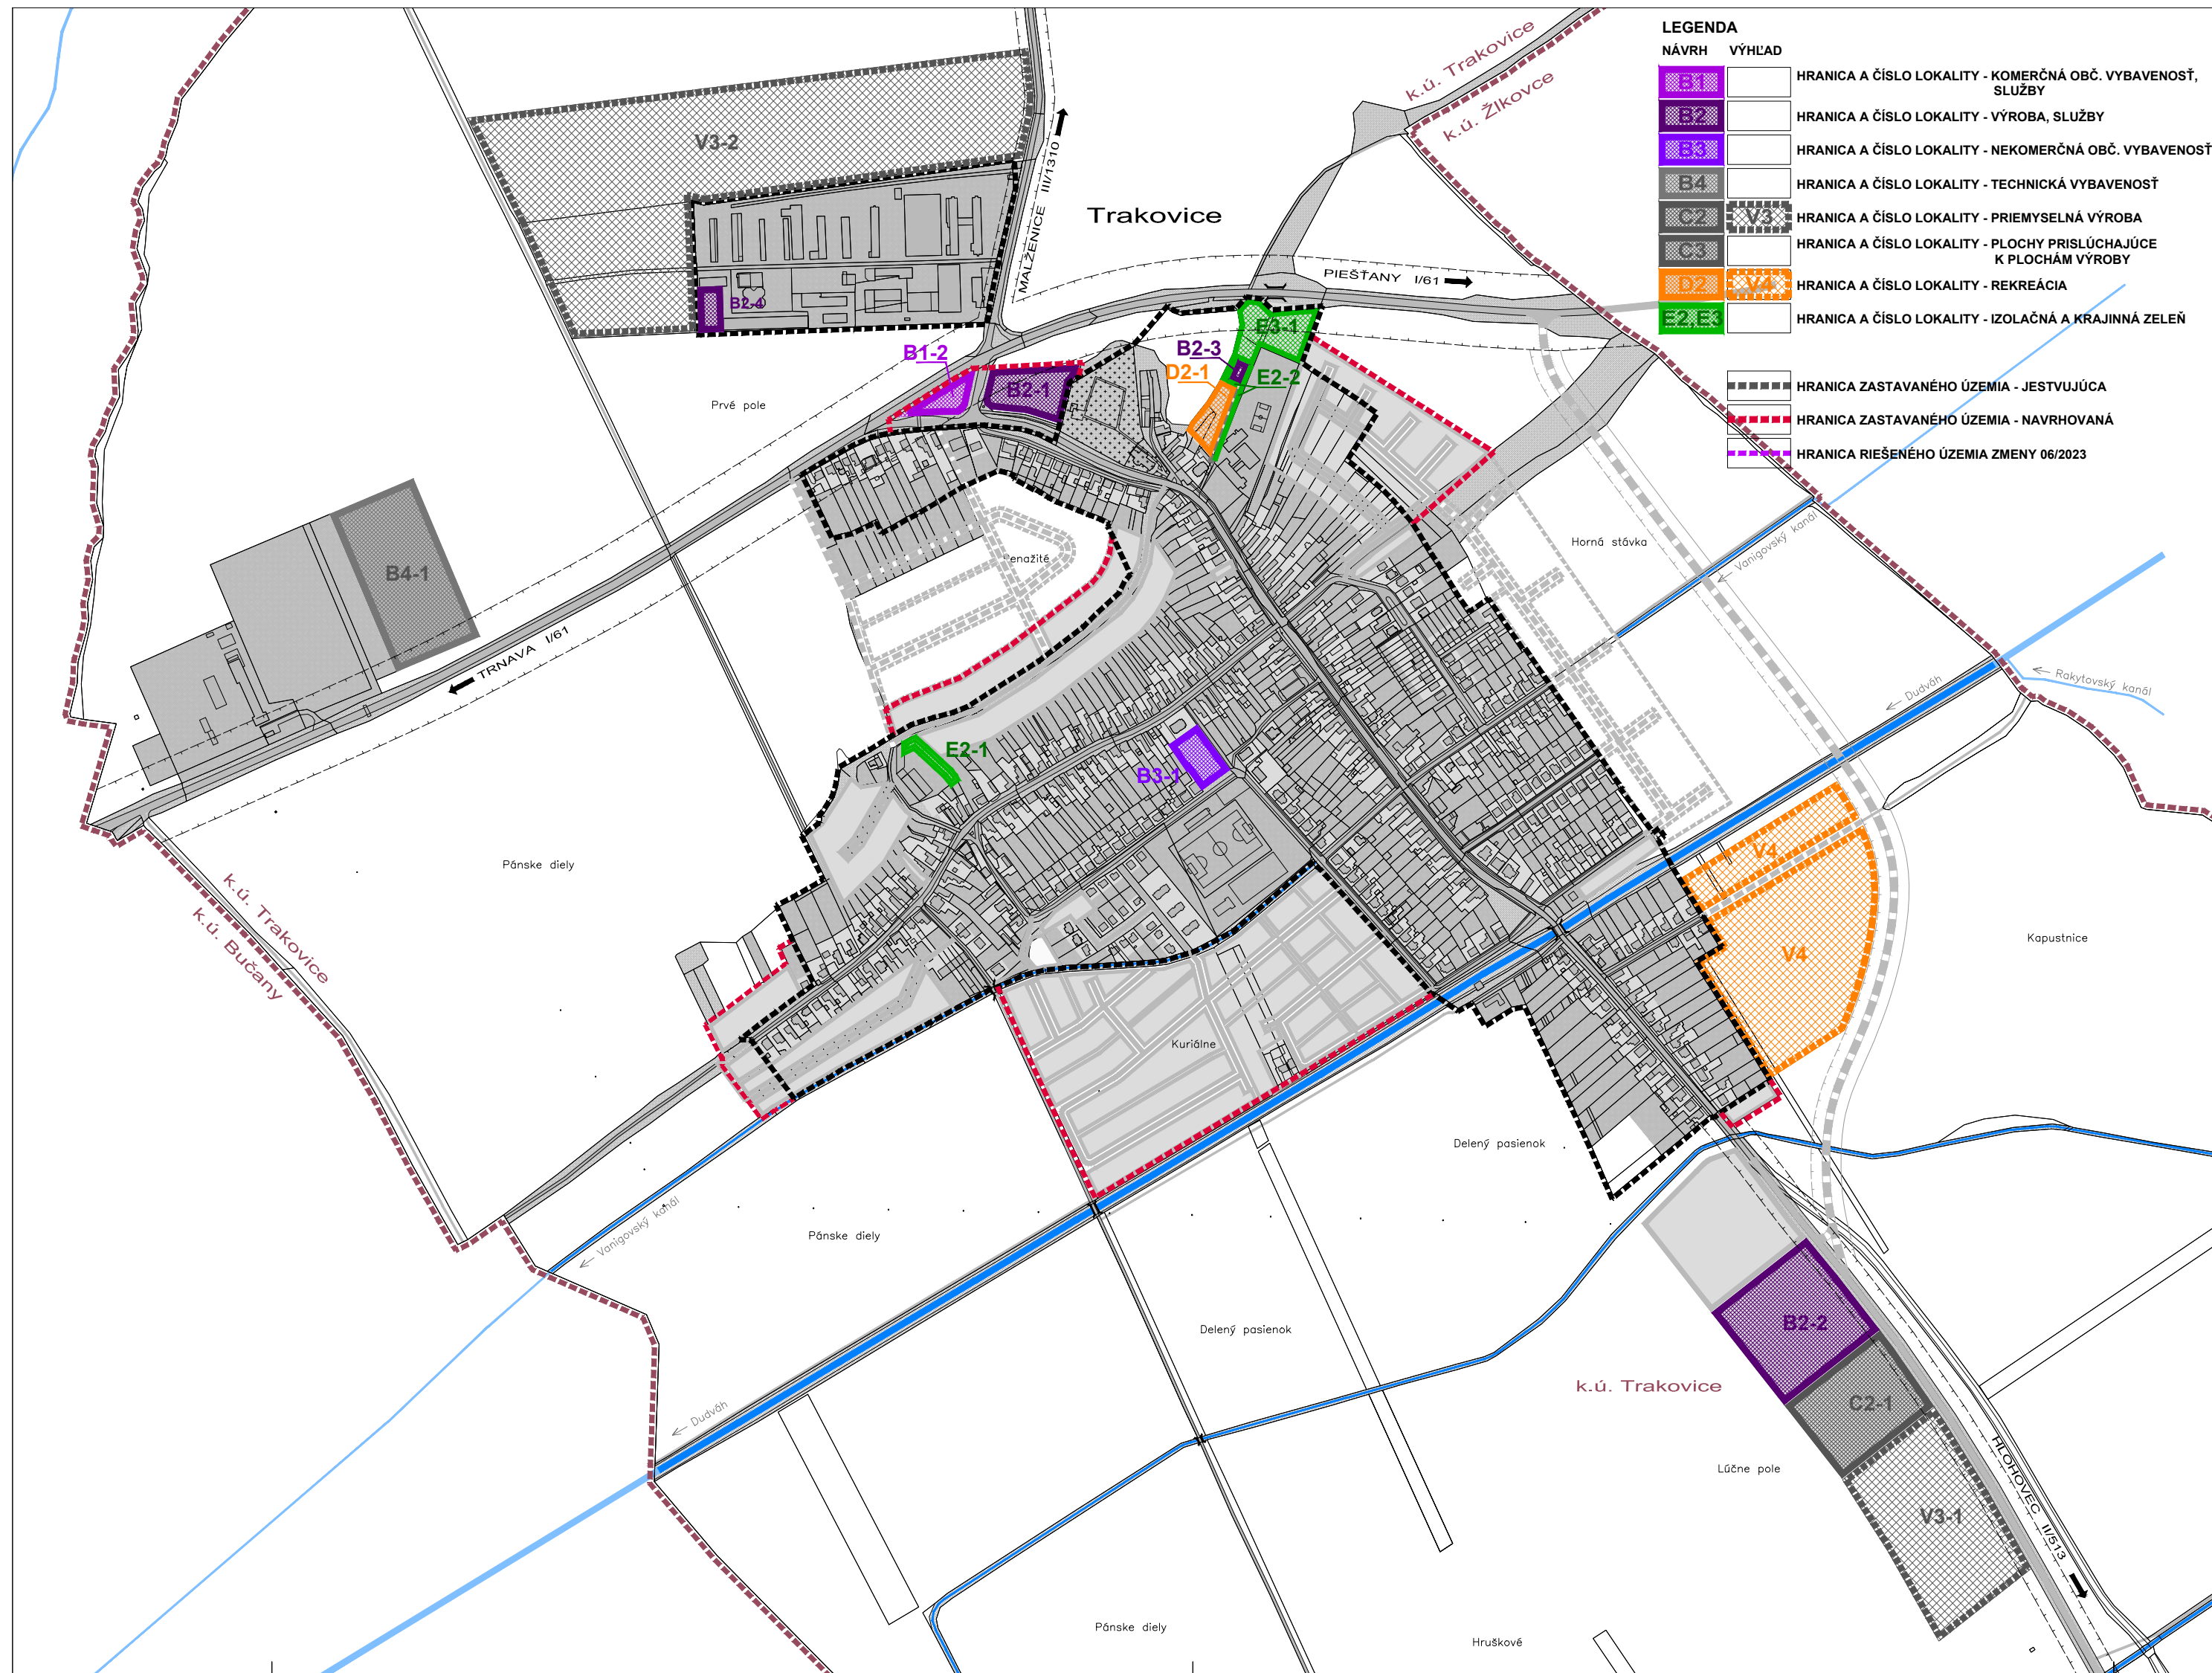 LEGENDA
NÁVRH VÝHĽAD
B1 HRANICA A ČÍSLO LOKALITY - KOMERČNÁ OBČ. VYBAVENOSŤ,
SLUŽBY
B2 HRANICA A ČÍSLO LOKALITY - VÝROBA, SLUŽBY
B3 HRANICA A ČÍSLO LOKALITY - NEKOMERČNÁ OBČ. VYBAVENOSŤ
B4 HRANICA A ČÍSLO LOKALITY - TECHNICKÁ VYBAVENOSŤ
C2 V3 HRANICA A ČÍSLO LOKALITY - PRIEMYSELNÁ VÝROBA
C3 HRANICA A ČÍSLO LOKALITY - PLOCHY PRISLÚCHAJÚCE
K PLOCHÁM VÝROBY
D2 V4 HRANICA A ČÍSLO LOKALITY - REKREÁCIA
E2,E3 HRANICA A ČÍSLO LOKALITY - IZOLAČNÁ A KRAJINNÁ ZELEŇ
HRANICA ZASTAVANÉHO ÚZEMIA - JESTVUJÚCA
HRANICA ZASTAVANÉHO ÚZEMIA - NAVRHOVANÁ
HRANICA RIEŠENÉHO ÚZEMIA ZMENY 06/2023
k.ú. Trakovice
k.ú. Žlkovce
V3-2
MALŽENICE III/1310
Trakovice
PIEŠŤANY I/61
B2-4
E3-1
B1-2
B2-3
D2-1
E2-2
B2-1
Prvé pole
Horná stávka
Vanigovský kanál
B4-1
TRNAVA I/61
Dudváh
Rakytovský kanál
E2-1
B3-1
Pánske diely
V4
V4
Kapustnice
k.ú. Trakovice
k.ú. Bučany
Kuriálne
Delený pasienok
Vanigovský kanál
Pánske diely
Delený pasienok
B2-2
k.ú. Trakovice
C2-1
Dudváh
Lúčne pole
HLOHOVEC II/513
V3-1
Pánske diely
Hruškové